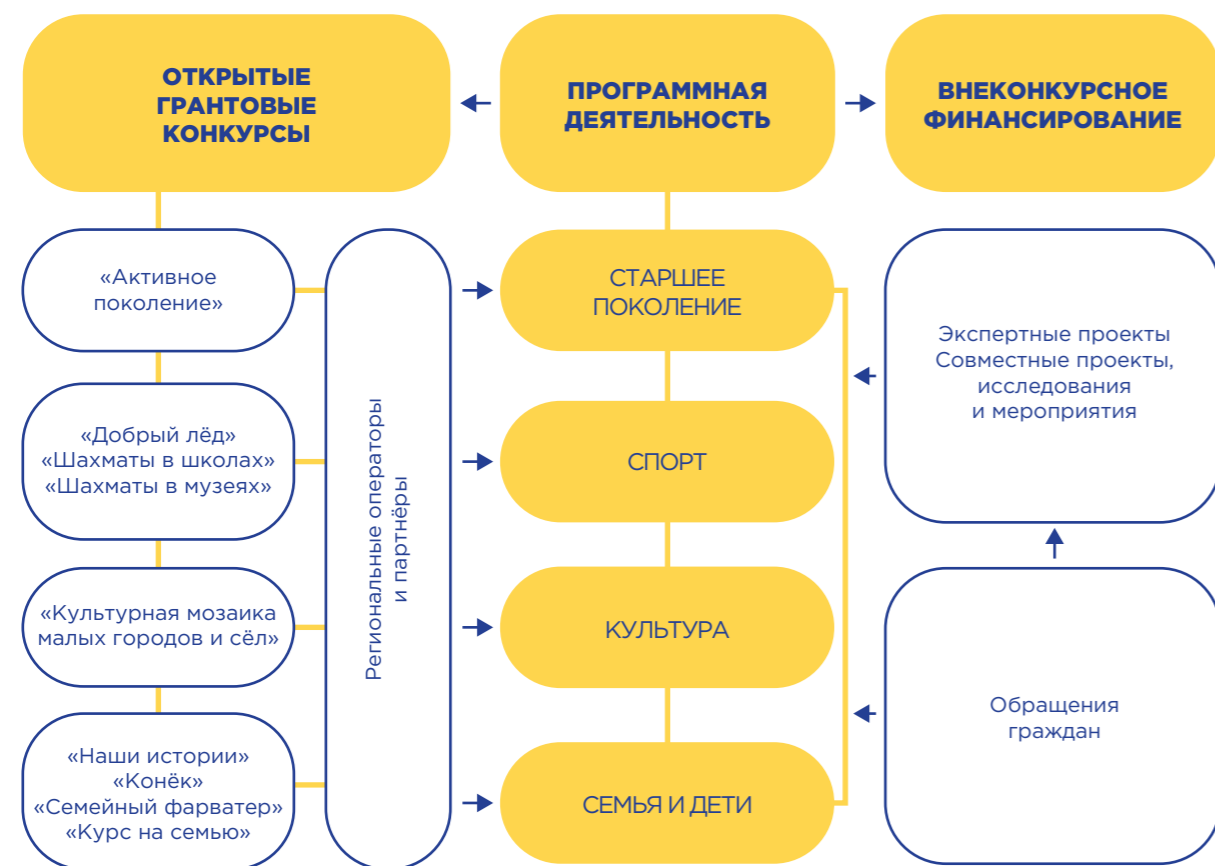 ОТКРЫТЫЕ
ГРАНТОВЫЕ
КОНКУРСЫ
ПРОГРАММНАЯ
ДЕЯТЕЛЬНОСТЬ
ВНЕКОНКУРСНОЕ
ФИНАНСИРОВАНИЕ
«Активное
поколение»
«Добрый лёд»
«Шахматы в школах»
«Шахматы в музеях»
«Культурная мозаика
малых городов и сёл»
«Наши истории»
«Конёк»
«Семейный фарватер»
«Курс на семью»
Региональные операторы
и партнёры
СТАРШЕЕ
ПОКОЛЕНИЕ
СПОРТ
КУЛЬТУРА
СЕМЬЯ И ДЕТИ
Экспертные проекты
Совместные проекты,
исследования
и мероприятия
Обращения
граждан